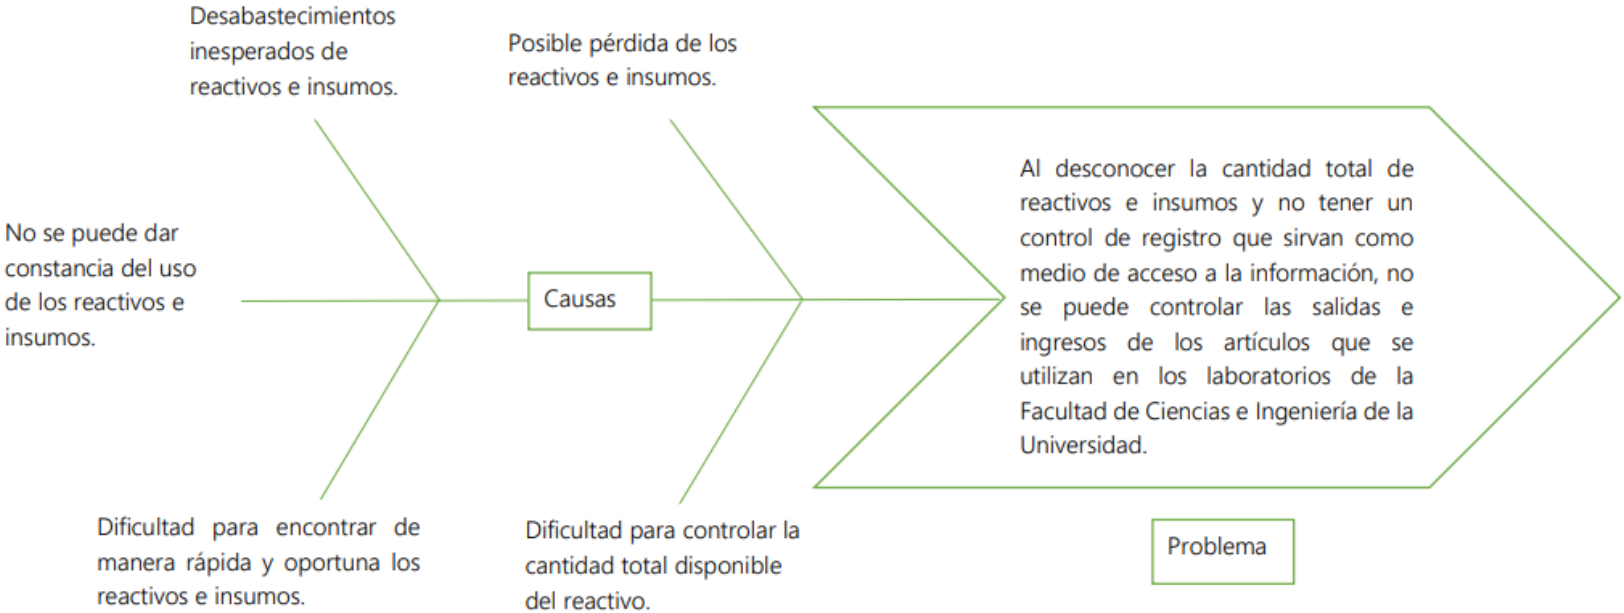 Desabastecimientos
inesperados de
reactivos e insumos.
Posible pérdida de los
reactivos e insumos.
No se puede dar
constancia del uso
de los reactivos e
insumos.
Causas
Al desconocer la cantidad total de
reactivos e insumos y no tener un
control de registro que sirvan como
medio de acceso a la información, no
se puede controlar las salidas e
ingresos de los artículos que se
utilizan en los laboratorios de la
Facultad de Ciencias e Ingeniería de la
Universidad.
Dificultad para encontrar de
manera rápida y oportuna los
reactivos e insumos.
Dificultad para controlar la
cantidad total disponible
del reactivo.
Problema